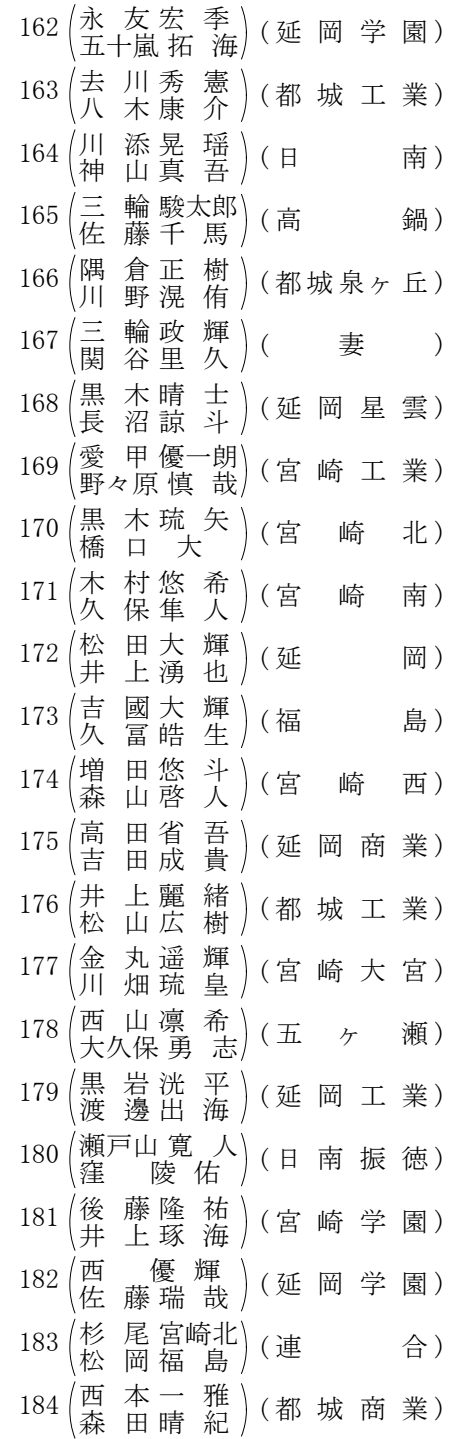 162 永友宏季 (延岡学園)
五十嵐拓海
163 去川秀憲 (都城工業)
八木康介
164 川添晃瑶 (日南)
神山真吾
165 三輪駿太郎 (高鍋)
佐藤千馬
166 隅倉正樹 (都城泉ヶ丘)
川野滉侑
167 三輪政輝 (妻)
関谷里久
168 黒木晴士 (延岡星雲)
長沼諒斗
169 愛甲優一朗 (宮崎工業)
野々原慎哉
170 黒木琉矢 (宮崎北)
橋口大
171 木村悠希 (宮崎南)
久保隼人
172 松田大輝 (延岡)
井上湧也
173 吉國大輝 (福島)
久冨皓生
174 増田悠斗 (宮崎西)
森山啓人
175 高田省吾 (延岡商業)
吉田成貴
176 井上麗緒 (都城工業)
松山広樹
177 金丸遥輝 (宮崎大宮)
川畑琉皇
178 西山凛希 (五ヶ瀬)
大久保勇志
179 黒岩洸平 (延岡工業)
渡邊出海
180 瀬戸山寛人 (日南振徳)
窪陵佑
181 後藤隆祐 (宮崎学園)
井上琢海
182 西優輝 (延岡学園)
佐藤瑞哉
183 杉尾宮崎北 (連合)
松岡福島
184 西本一雅 (都城商業)
森田晴紀